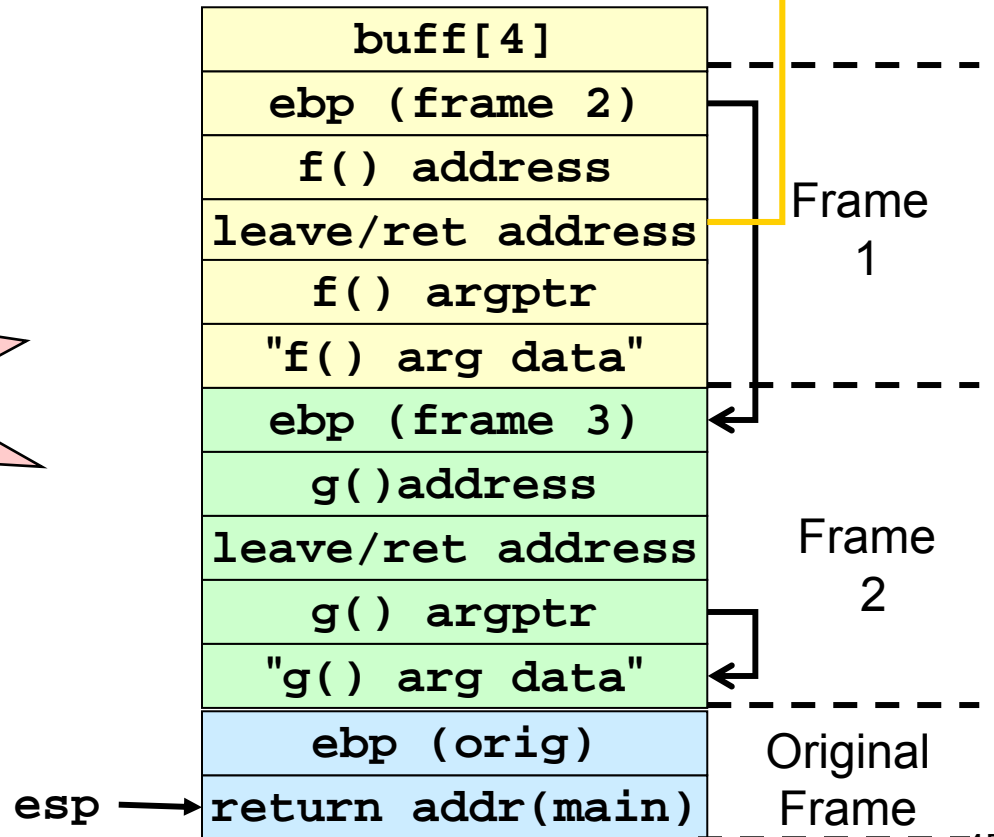 buff[4]
ebp (frame 2)
f() address
leave/ret address
f() argptr
"f() arg data"
Frame
1
ebp (frame 3)
g()address
leave/ret address
g() argptr
"g() arg data"
Frame
2
ebp (orig)
esp
return addr(main)
Original
Frame